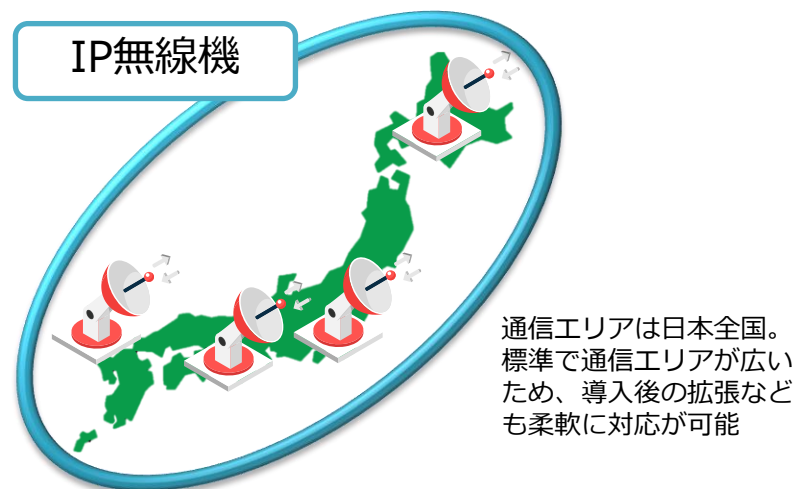 IP無線機
通信エリアは日本全国。
標準で通信エリアが広い
ため、導入後の拡張など
も柔軟に対応が可能